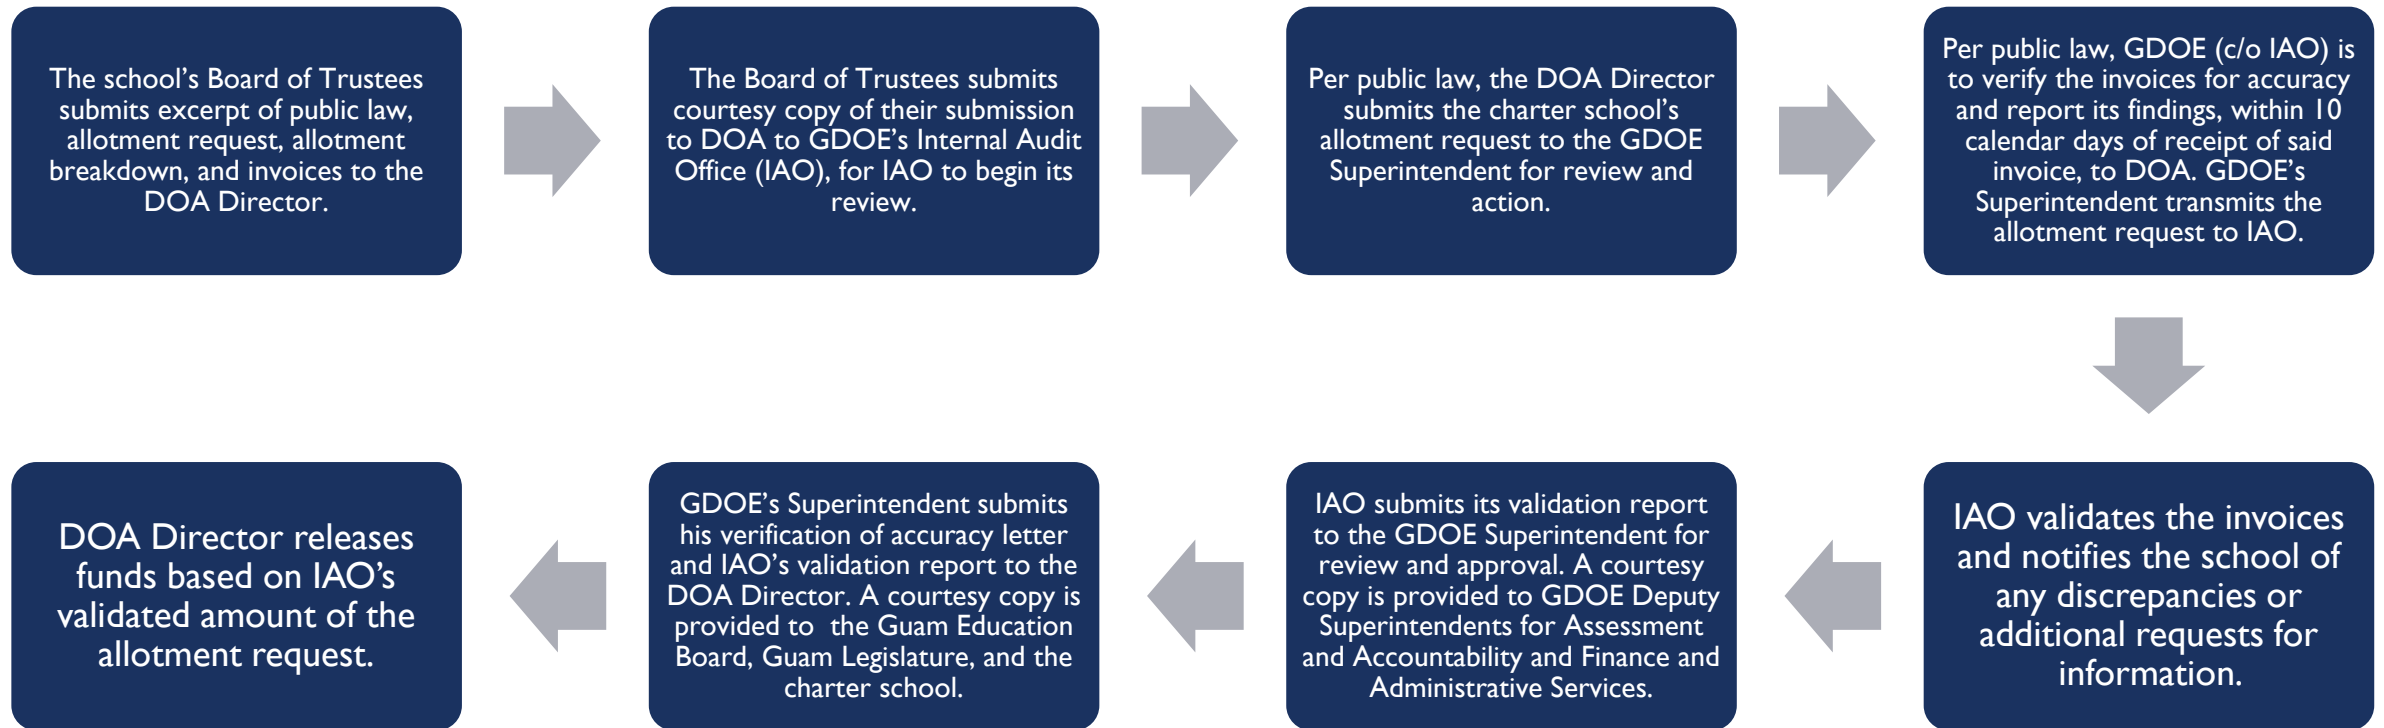 The school’s Board of Trustees
submits excerpt of public law,
allotment request, allotment
breakdown, and invoices to the
DOA Director.
The Board of Trustees submits
courtesy copy of their submission
to DOA to GDOE’s Internal Audit
Office (IAO), for IAO to begin its
review.
Per public law, the DOA Director
submits the charter school’s
allotment request to the GDOE
Superintendent for review and
action.
Per public law, GDOE (c/o IAO) is
to verify the invoices for accuracy
and report its findings, within 10
calendar days of receipt of said
invoice, to DOA. GDOE’s
Superintendent transmits the
allotment request to IAO.
IAO validates the invoices
and notifies the school of
any discrepancies or
additional requests for
information.
IAO submits its validation report
to the GDOE Superintendent for
review and approval. A courtesy
copy is provided to GDOE Deputy
Superintendents for Assessment
and Accountability and Finance and
Administrative Services.
GDOE’s Superintendent submits
his verification of accuracy letter
and IAO’s validation report to the
DOA Director. A courtesy copy is
provided to the Guam Education
Board, Guam Legislature, and the
charter school.
DOA Director releases
funds based on IAO’s
validated amount of the
allotment request.